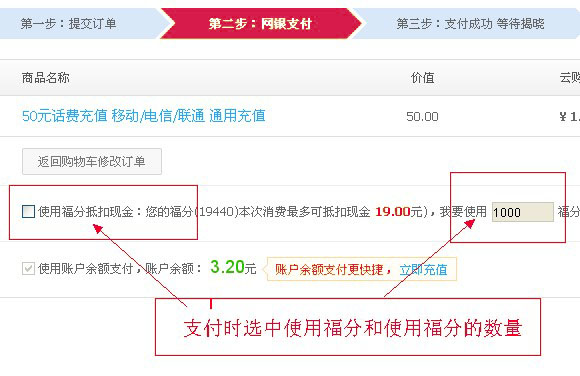 第一步：提交订单 第二步：网银支付 第三步：支付成功 等待揭晓
商品名称 价值 云购
50元话费充值 移动/电信/联通 通用充值 50.00 ¥ 1.
返回购物车修改订单
使用福分抵扣现金：您的福分(19440)本次消费最多可抵扣现金 19.00元)，我要使用 1000 福分
使用账户余额支付，账户余额： 3.20元 账户余额支付更快捷，立即充值
支付时选中使用福分和使用福分的数量